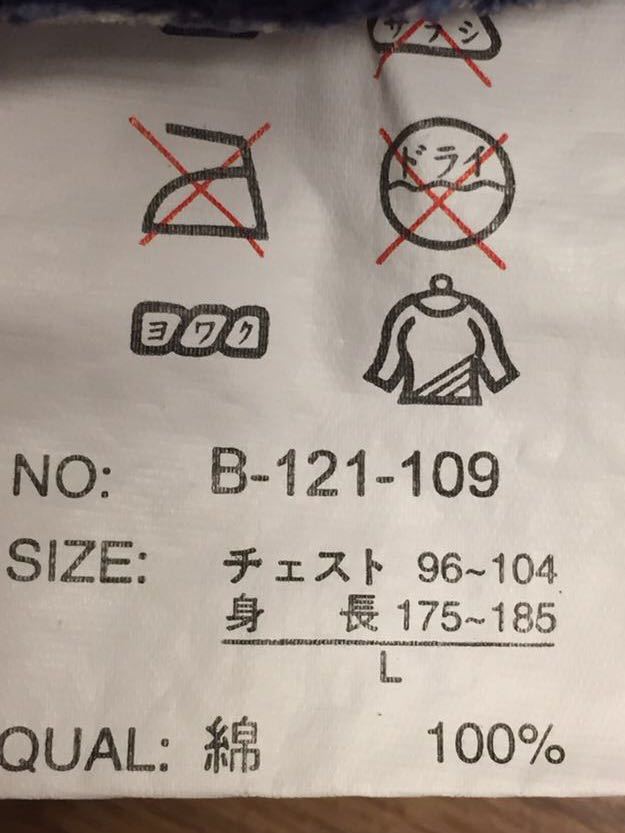 サラシ
ドライ
ヨワク
NO: B-121-109
SIZE: チェスト 96~104
身 長 175~185
L
QUAL: 綿 100%